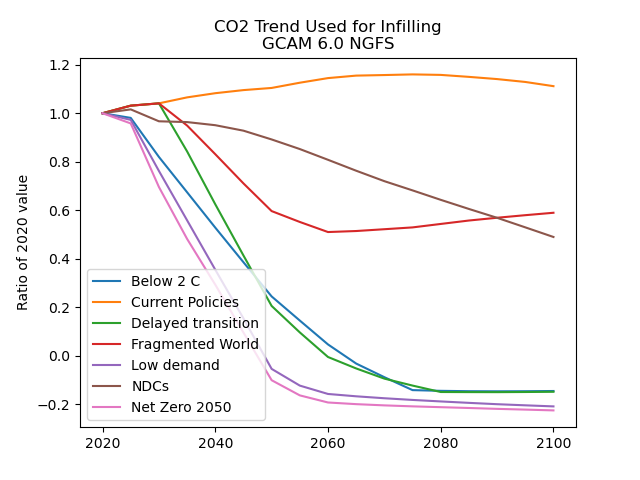 CO2 Trend Used for Infilling
GCAM 6.0 NGFS
Ratio of 2020 value
1.2
1.0
0.8
0.6
0.4
0.2
0.0
−0.2
Below 2 C
Current Policies
Delayed transition
Fragmented World
Low demand
NDCs
Net Zero 2050
2020 2040 2060 2080 2100